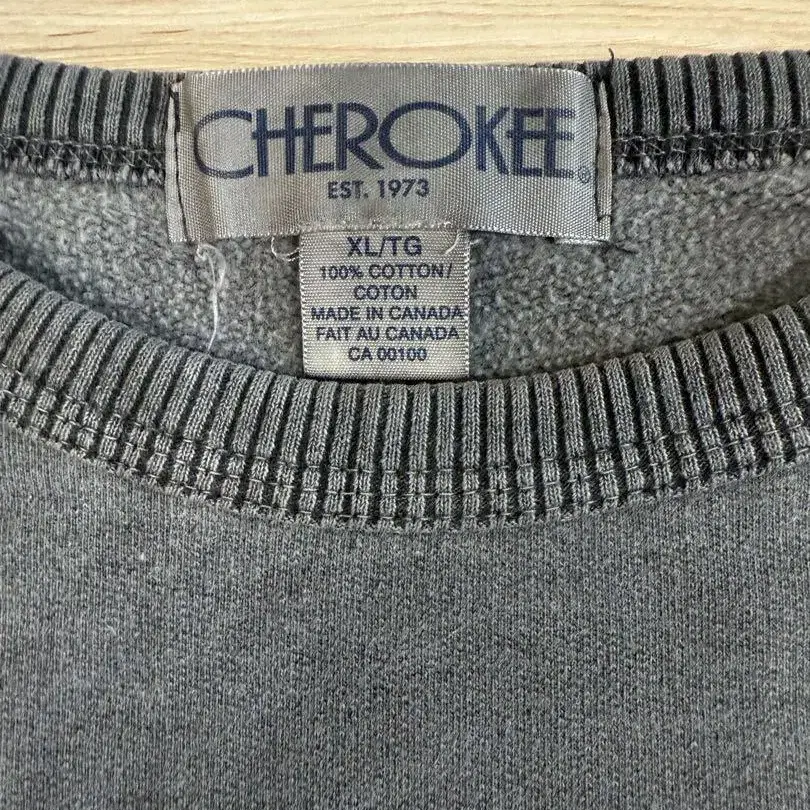 CHEROKEE®
EST. 1973
XL/TG
100% COTTON/
COTON
MADE IN CANADA
FAIT AU CANADA
CA 00100